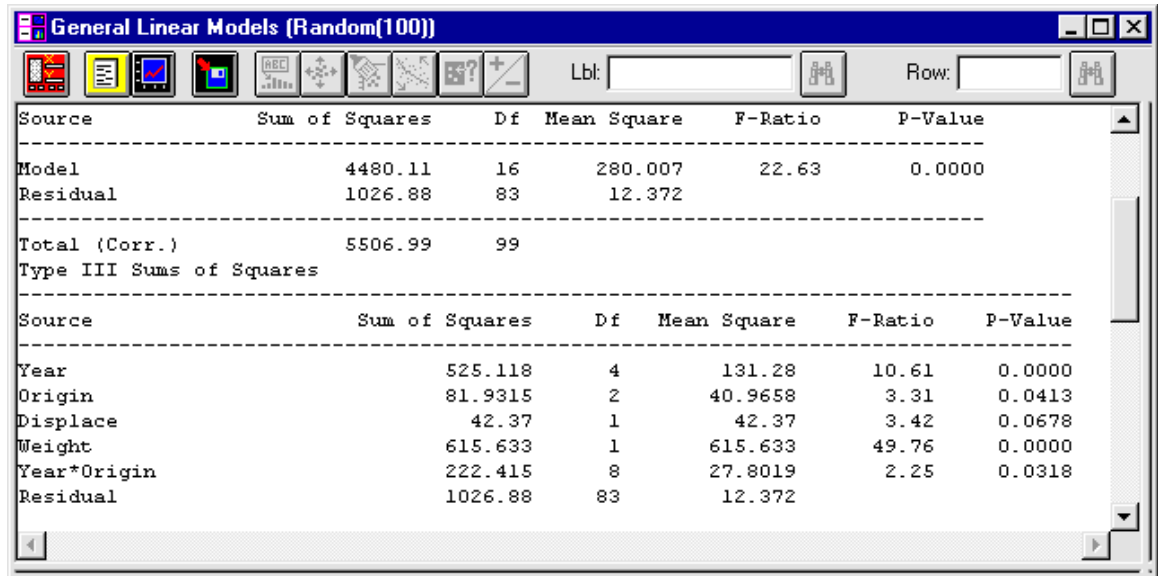 General Linear Models (Random(100))
ABC Lbl: Row:
Source Sum of Squares Df Mean Square F-Ratio P-Value
--------------------------------------------------------------------------------
Model 4480.11 16 280.007 22.63 0.0000
Residual 1026.88 83 12.372
--------------------------------------------------------------------------------
Total (Corr.) 5506.99 99
Type III Sums of Squares
--------------------------------------------------------------------------------
Source Sum of Squares Df Mean Square F-Ratio P-Value
--------------------------------------------------------------------------------
Year 525.118 4 131.28 10.61 0.0000
Origin 81.9315 2 40.9658 3.31 0.0413
Displace 42.37 1 42.37 3.42 0.0678
Weight 615.633 1 615.633 49.76 0.0000
Year*Origin 222.415 8 27.8019 2.25 0.0318
Residual 1026.88 83 12.372